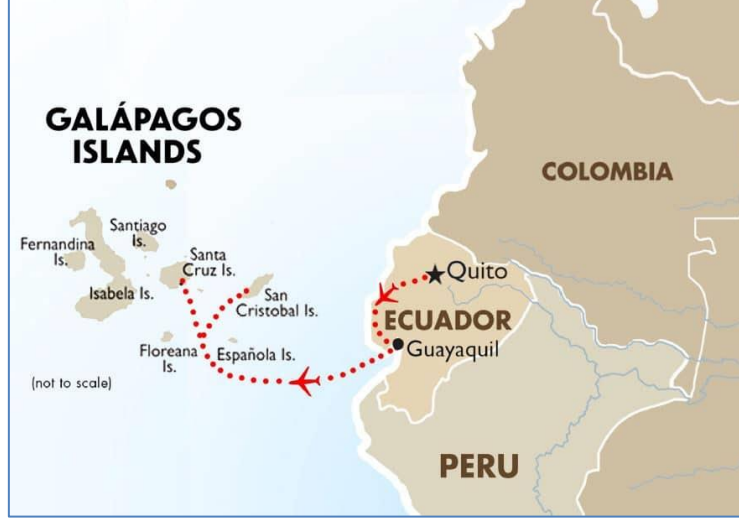 GALÁPAGOS
ISLANDS
COLOMBIA
Santiago
Is.
Fernandina
Is.
Santa
Cruz Is.
Isabela Is.
San
Cristobal Is.
Quito
ECUADOR
Guayaquil
Floreana
Is.
Española Is.
(not to scale)
PERU